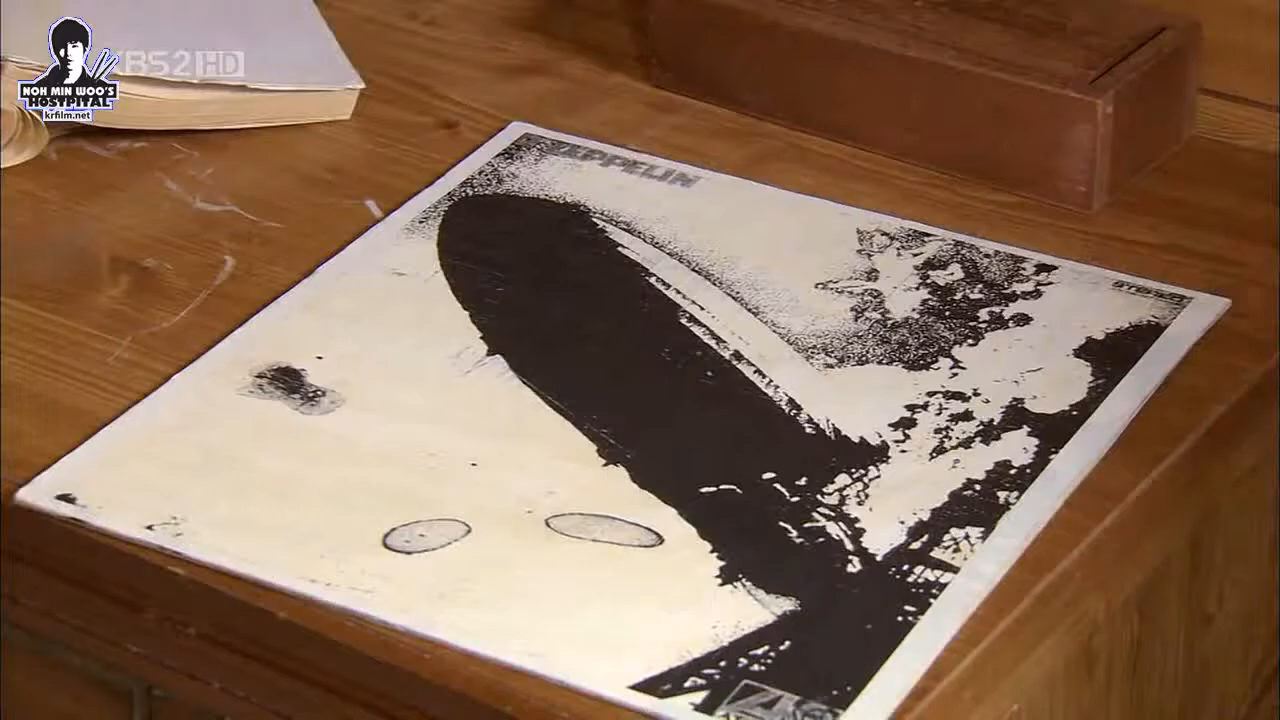 KBS2HD
NOH MIN WOO'S
HOSTPITAL
krfilm.net
ZEPPELIN
STEREO